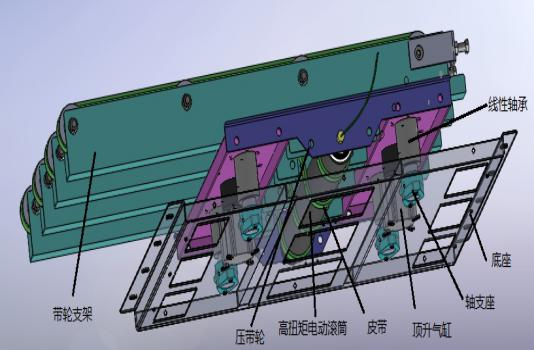 线性轴承
底座
轴支座
带轮支架
压带轮
高扭矩电动滚筒
皮带
顶升气缸